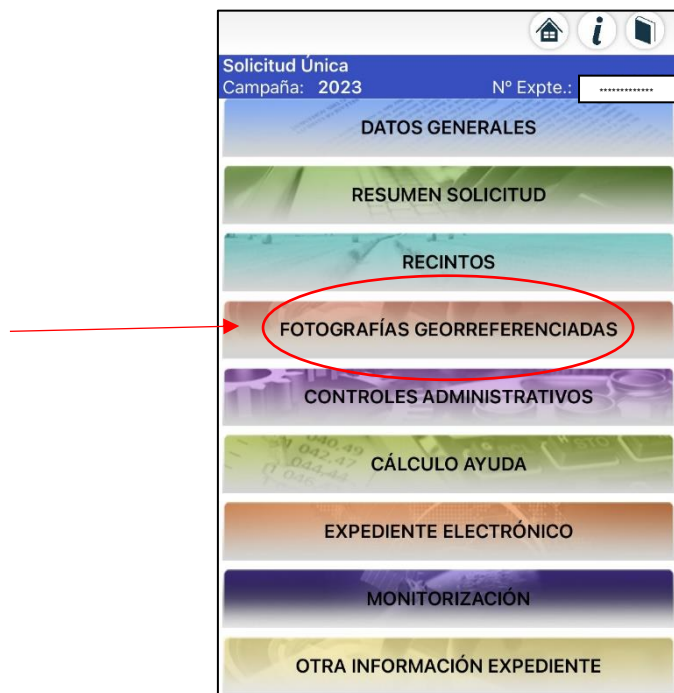 i
Solicitud Única
Campaña: 2023 Nº Expte.: *************
DATOS GENERALES
RESUMEN SOLICITUD
RECINTOS
FOTOGRAFÍAS GEORREFERENCIADAS
CONTROLES ADMINISTRATIVOS
CÁLCULO AYUDA
EXPEDIENTE ELECTRÓNICO
MONITORIZACIÓN
OTRA INFORMACIÓN EXPEDIENTE